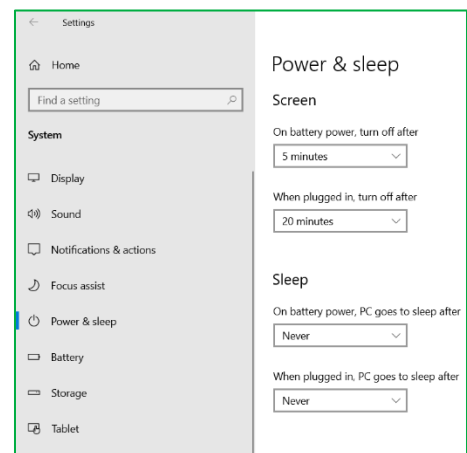 Settings
Home
Find a setting
System
Display
Sound
Notifications & actions
Focus assist
Power & sleep
Battery
Storage
Tablet
Power & sleep
Screen
On battery power, turn off after
5 minutes
When plugged in, turn off after
20 minutes
Sleep
On battery power, PC goes to sleep after
Never
When plugged in, PC goes to sleep after
Never